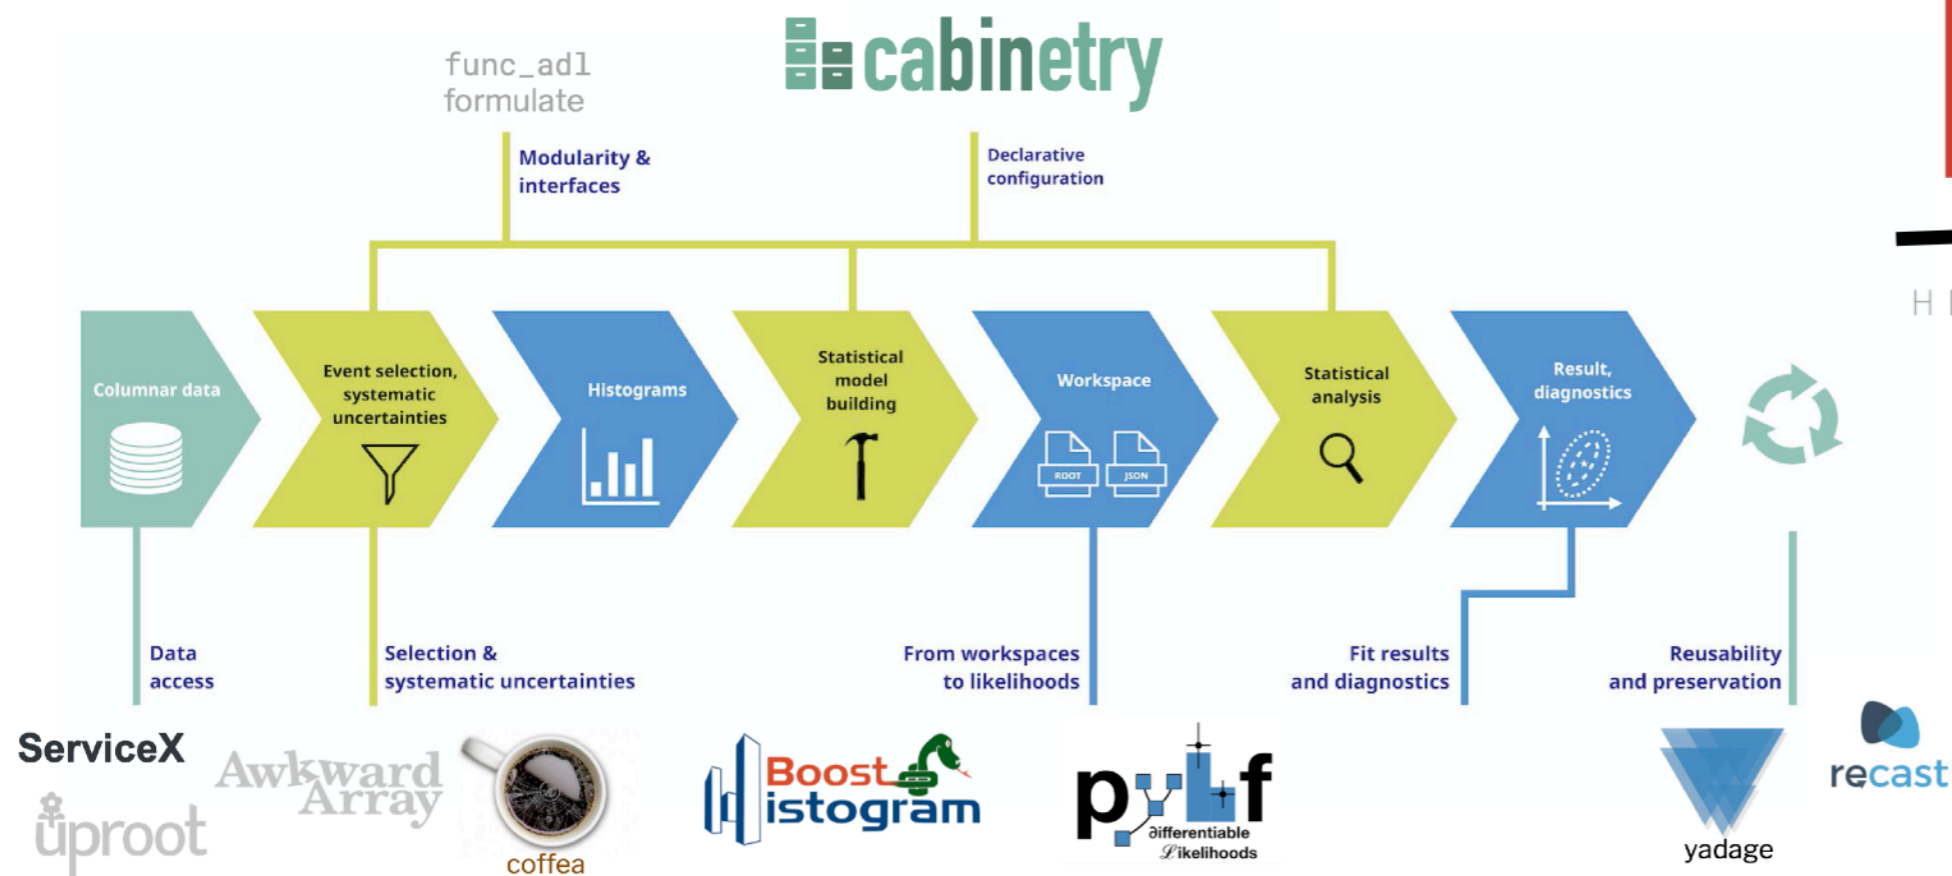 func_adl
formulate
cabinetry
Modularity &
interfaces
Declarative
configuration
Columnar data
Event selection,
systematic
uncertainties
Histograms
Statistical
model
building
Workspace
ROOT
JSON
Statistical
analysis
Result,
diagnostics
H
Data
access
Selection &
systematic uncertainties
From workspaces
to likelihoods
Fit results
and diagnostics
Reusability
and preservation
ServiceX
uproot
Awkward
Array
coffea
Boost
Histogram
pyhf
∂ifferentiable
ℒikelihoods
yadage
recast